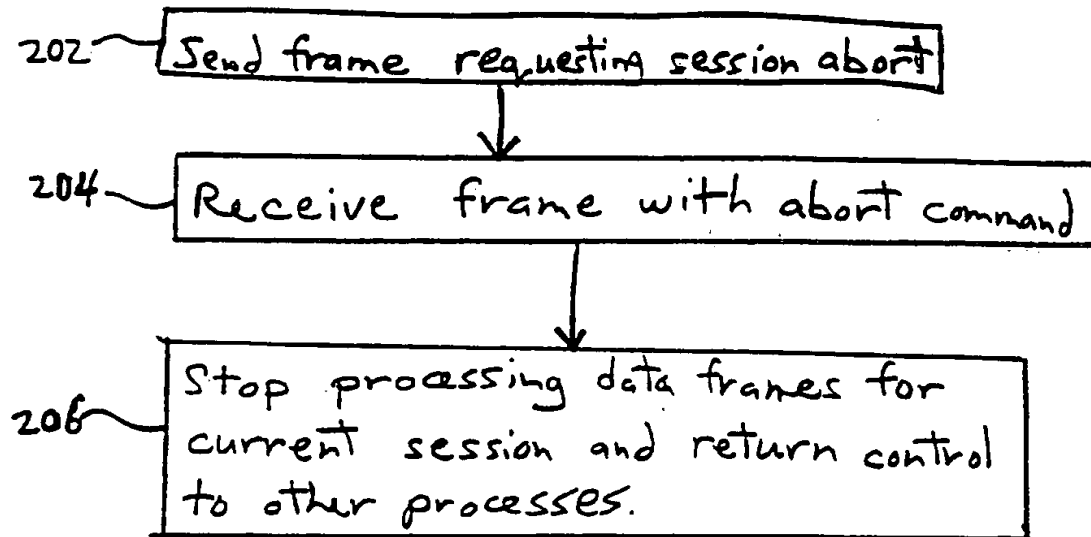 202
Send frame requesting session abort
204
Receive frame with abort command
206
Stop processing data frames for
current session and return control
to other processes.